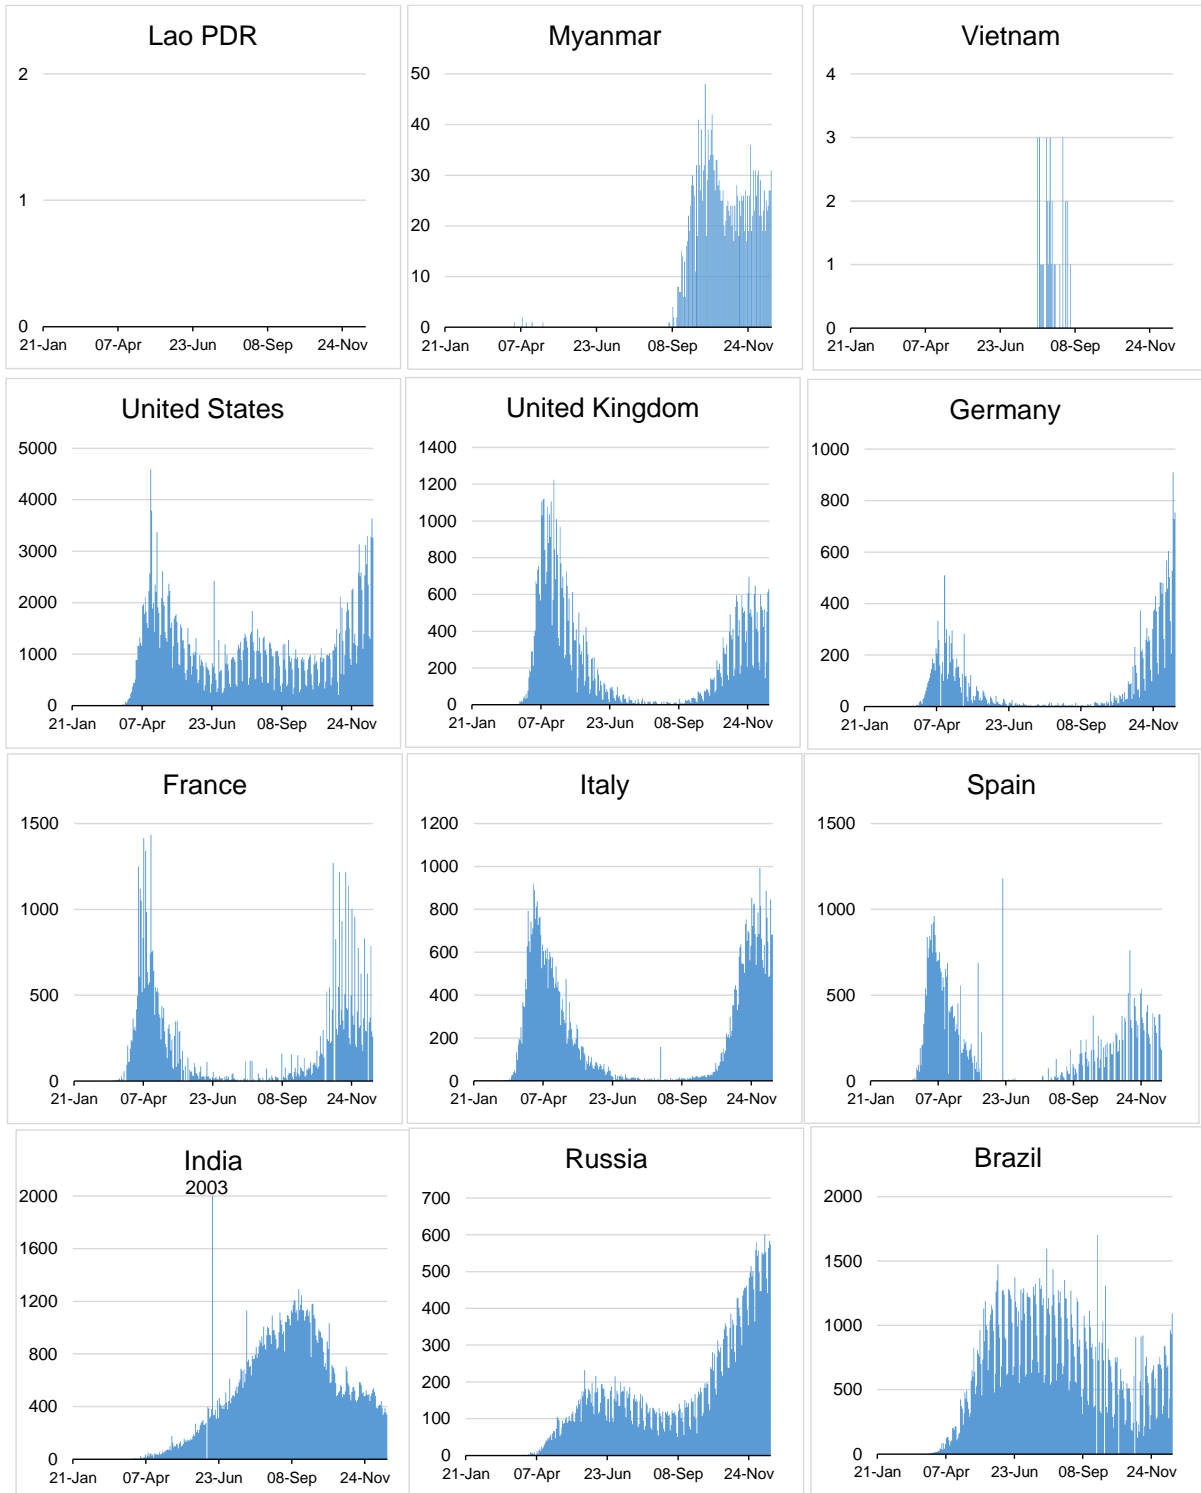 Lao PDR
2
1
0
21-Jan 07-Apr 23-Jun 08-Sep 24-Nov
Myanmar
50
40
30
20
10
0
21-Jan 07-Apr 23-Jun 08-Sep 24-Nov
Vietnam
4
3
2
1
0
21-Jan 07-Apr 23-Jun 08-Sep 24-Nov
United States
5000
4000
3000
2000
1000
0
21-Jan 07-Apr 23-Jun 08-Sep 24-Nov
United Kingdom
1400
1200
1000
800
600
400
200
0
21-Jan 07-Apr 23-Jun 08-Sep 24-Nov
Germany
1000
800
600
400
200
0
21-Jan 07-Apr 23-Jun 08-Sep 24-Nov
France
1500
1000
500
0
21-Jan 07-Apr 23-Jun 08-Sep 24-Nov
Italy
1200
1000
800
600
400
200
0
21-Jan 07-Apr 23-Jun 08-Sep 24-Nov
Spain
1500
1000
500
0
21-Jan 07-Apr 23-Jun 08-Sep 24-Nov
India
2003
2000
1600
1200
800
400
0
21-Jan 07-Apr 23-Jun 08-Sep 24-Nov
Russia
700
600
500
400
300
200
100
0
21-Jan 07-Apr 23-Jun 08-Sep 24-Nov
Brazil
2000
1500
1000
500
0
21-Jan 07-Apr 23-Jun 08-Sep 24-Nov